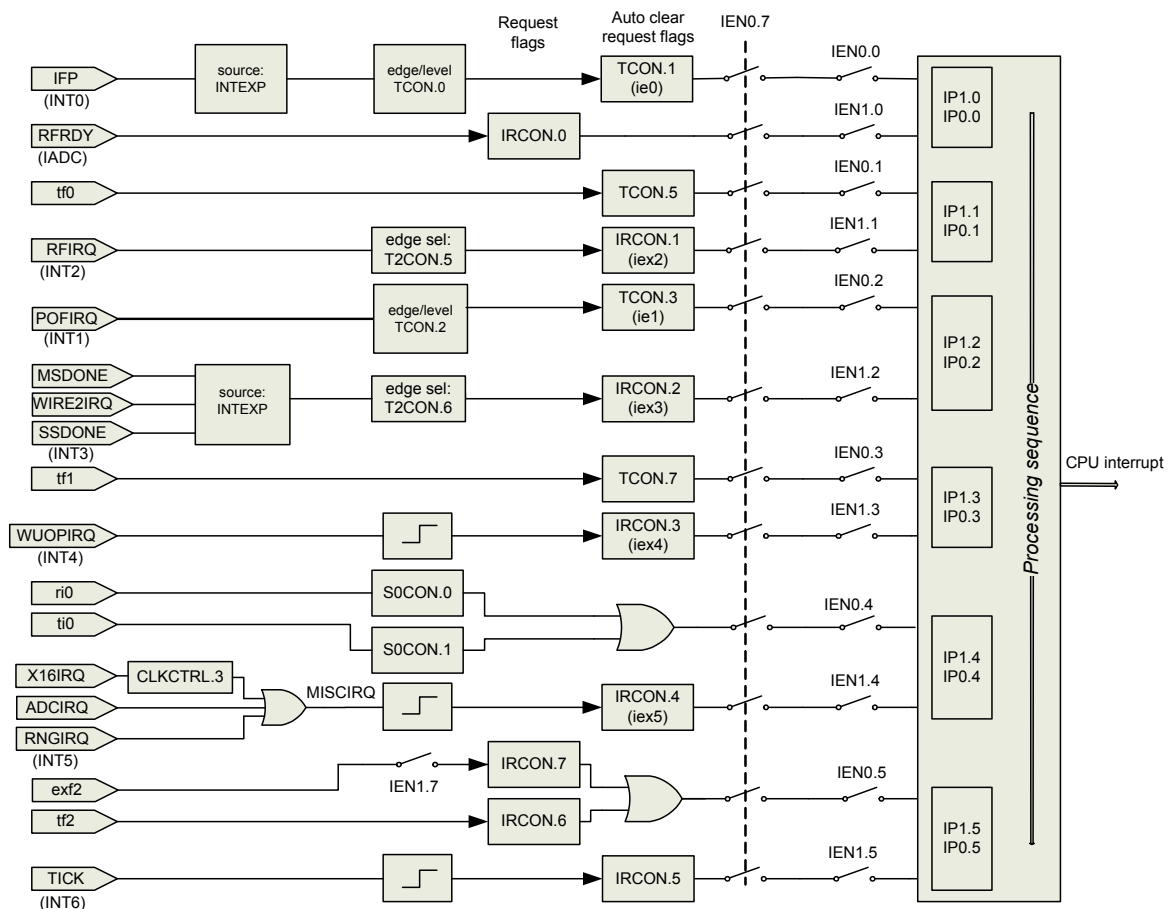 Request
flags
Auto clear
request flags
IEN0.7
IFP
(INT0)
source:
INTEXP
edge/level
TCON.0
TCON.1
(ie0)
IEN0.0
IP1.0
IP0.0
RFRDY
(IADC)
IRCON.0
IEN1.0
tf0
TCON.5
IEN0.1
IP1.1
IP0.1
RFIRQ
(INT2)
edge sel:
T2CON.5
IRCON.1
(iex2)
IEN1.1
POFIRQ
(INT1)
edge/level
TCON.2
TCON.3
(ie1)
IEN0.2
IP1.2
IP0.2
MSDONE
WIRE2IRQ
SSDONE
(INT3)
source:
INTEXP
edge sel:
T2CON.6
IRCON.2
(iex3)
IEN1.2
tf1
TCON.7
IEN0.3
IP1.3
IP0.3
WUOPIRQ
(INT4)
IRCON.3
(iex4)
IEN1.3
Processing sequence
CPU interrupt
ri0
S0CON.0
ti0
S0CON.1
IEN0.4
IP1.4
IP0.4
X16IRQ
CLKCTRL.3
ADCIRQ
RNGIRQ
(INT5)
MISCIRQ
IRCON.4
(iex5)
IEN1.4
exf2
IEN1.7
IRCON.7
IEN0.5
tf2
IRCON.6
IP1.5
IP0.5
TICK
(INT6)
IRCON.5
IEN1.5